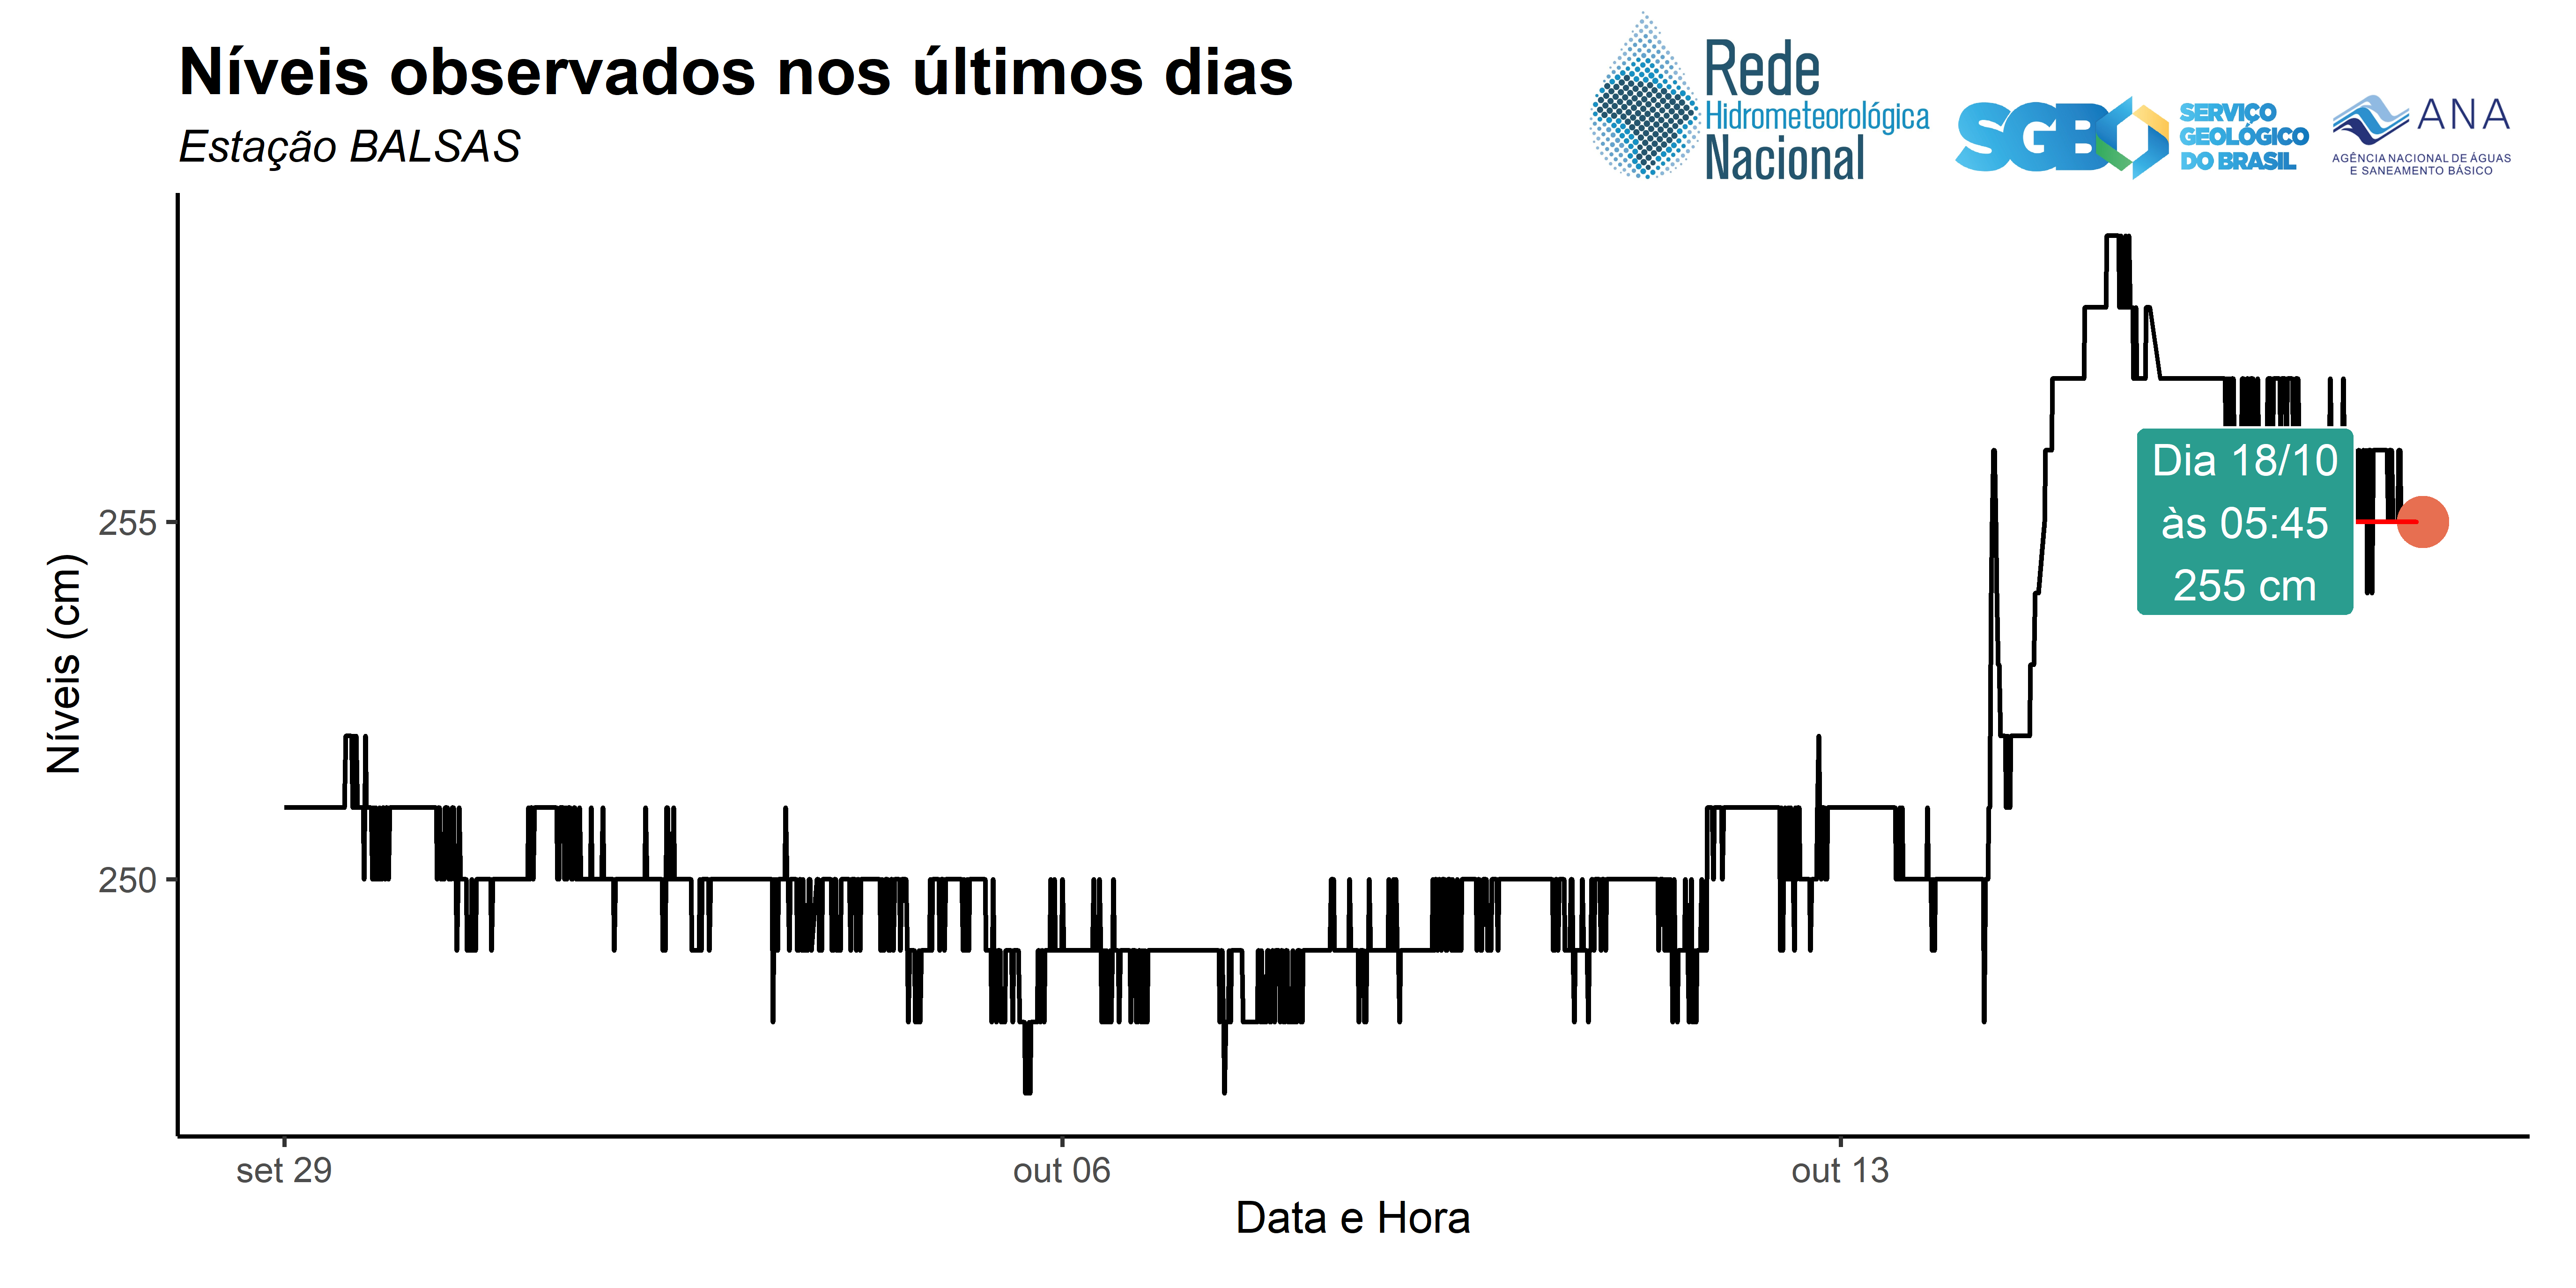 Níveis observados nos últimos dias
Estação BALSAS
Rede
Hidrometeorológica
Nacional
SGB
SERVIÇO
GEOLÓGICO
DO BRASIL
ANA
AGÊNCIA NACIONAL DE ÁGUAS
E SANEAMENTO BÁSICO
Níveis (cm)
255
250
Dia 18/10
às 05:45
255 cm
set 29
out 06
out 13
Data e Hora